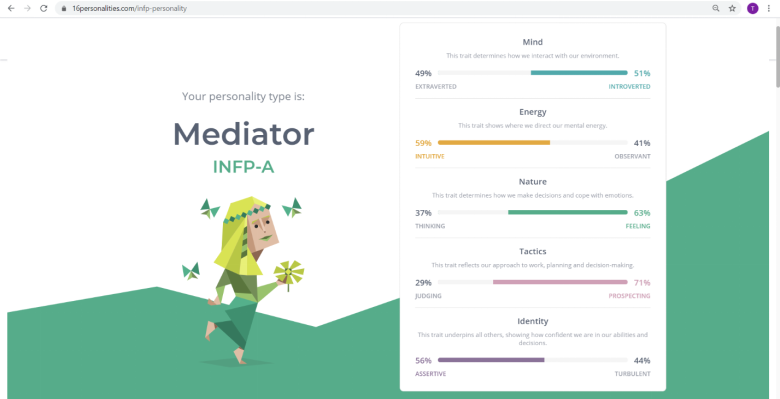 16personalities.com/infp-personality
T
Your personality type is:
Mediator
INFP-A
Mind
This trait determines how we interact with our environment.
49% 51%
EXTRAVERTED INTROVERTED
Energy
This trait shows where we direct our mental energy.
59% 41%
INTUITIVE OBSERVANT
Nature
This trait determines how we make decisions and cope with emotions.
37% 63%
THINKING FEELING
Tactics
This trait reflects our approach to work, planning and decision-making.
29% 71%
JUDGING PROSPECTING
Identity
This trait underpins all others, showing how confident we are in our abilities and
decisions.
56% 44%
ASSERTIVE TURBULENT